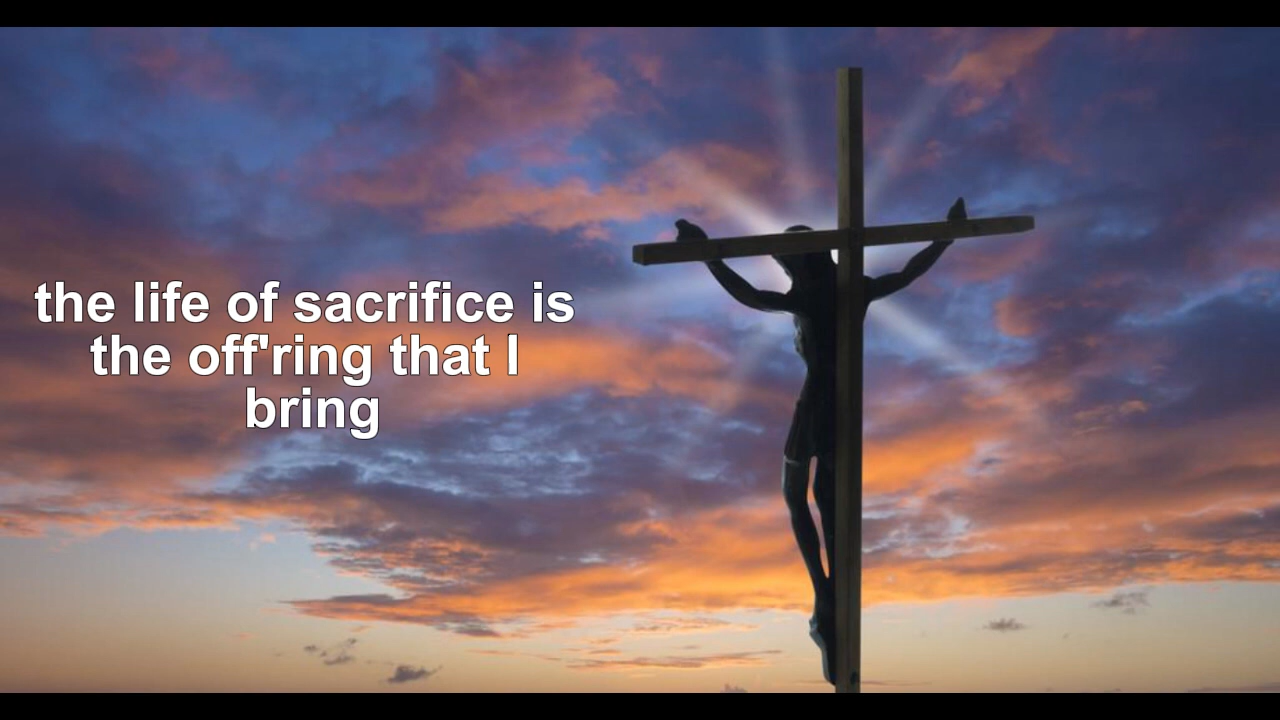 the life of sacrifice is
the off'ring that I
bring